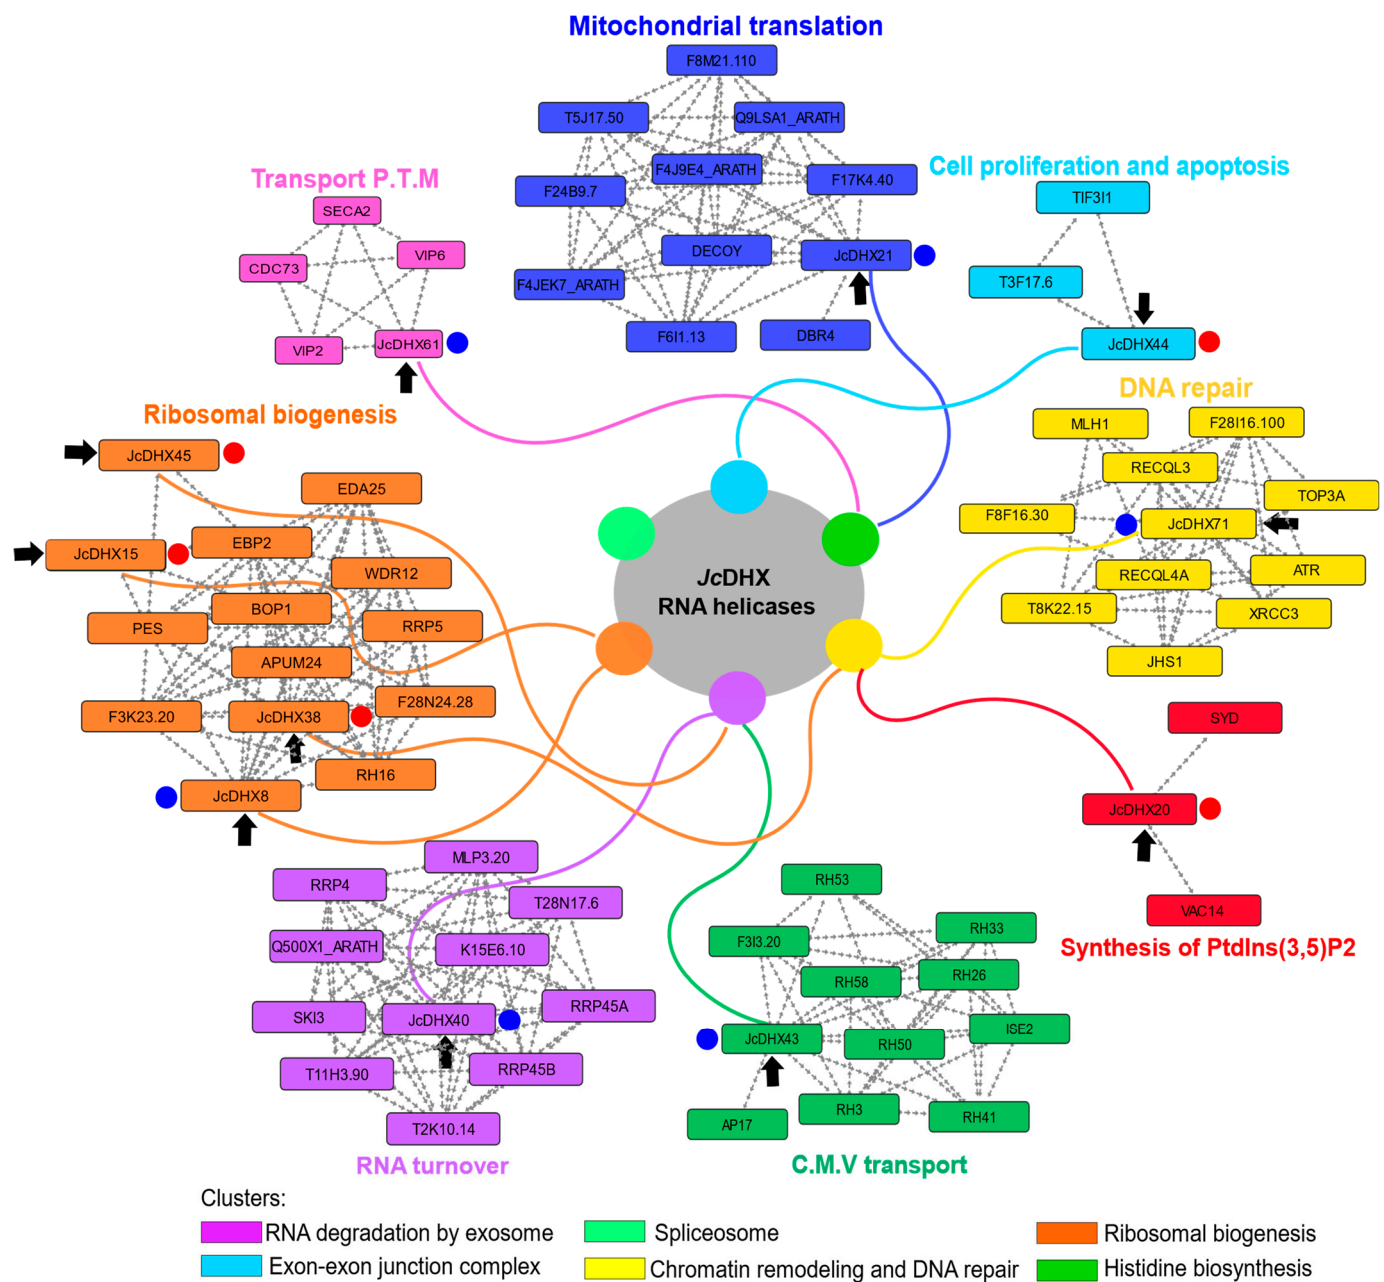 Mitochondrial translation
F8M21.110
T5J17.50
Q9LSA1_ARATH
F4J9E4_ARATH
F24B9.7
F17K4.40
DECOY
JcDHX21
F4JEK7_ARATH
F6I1.13
DBR4
Transport P.T.M
SECA2
VIP6
CDC73
VIP2
JcDHX61
Cell proliferation and apoptosis
TIF3I1
T3F17.6
JcDHX44
DNA repair
MLH1
F28I16.100
RECQL3
TOP3A
F8F16.30
JcDHX71
RECQL4A
ATR
T8K22.15
XRCC3
JHS1
Ribosomal biogenesis
JcDHX45
EDA25
JcDHX15
EBP2
WDR12
BOP1
PES
RRP5
APUM24
F28N24.28
F3K23.20
JcDHX38
RH16
JcDHX8
JcDHX
RNA helicases
SYD
JcDHX20
VAC14
Synthesis of PtdIns(3,5)P2
MLP3.20
RRP4
T28N17.6
Q500X1_ARATH
K15E6.10
SKI3
JcDHX40
RRP45A
T11H3.90
RRP45B
T2K10.14
RNA turnover
RH53
F3I3.20
RH33
RH58
RH26
JcDHX43
RH50
ISE2
AP17
RH3
RH41
C.M.V transport
Clusters:
RNA degradation by exosome
Spliceosome
Ribosomal biogenesis
Exon-exon junction complex
Chromatin remodeling and DNA repair
Histidine biosynthesis